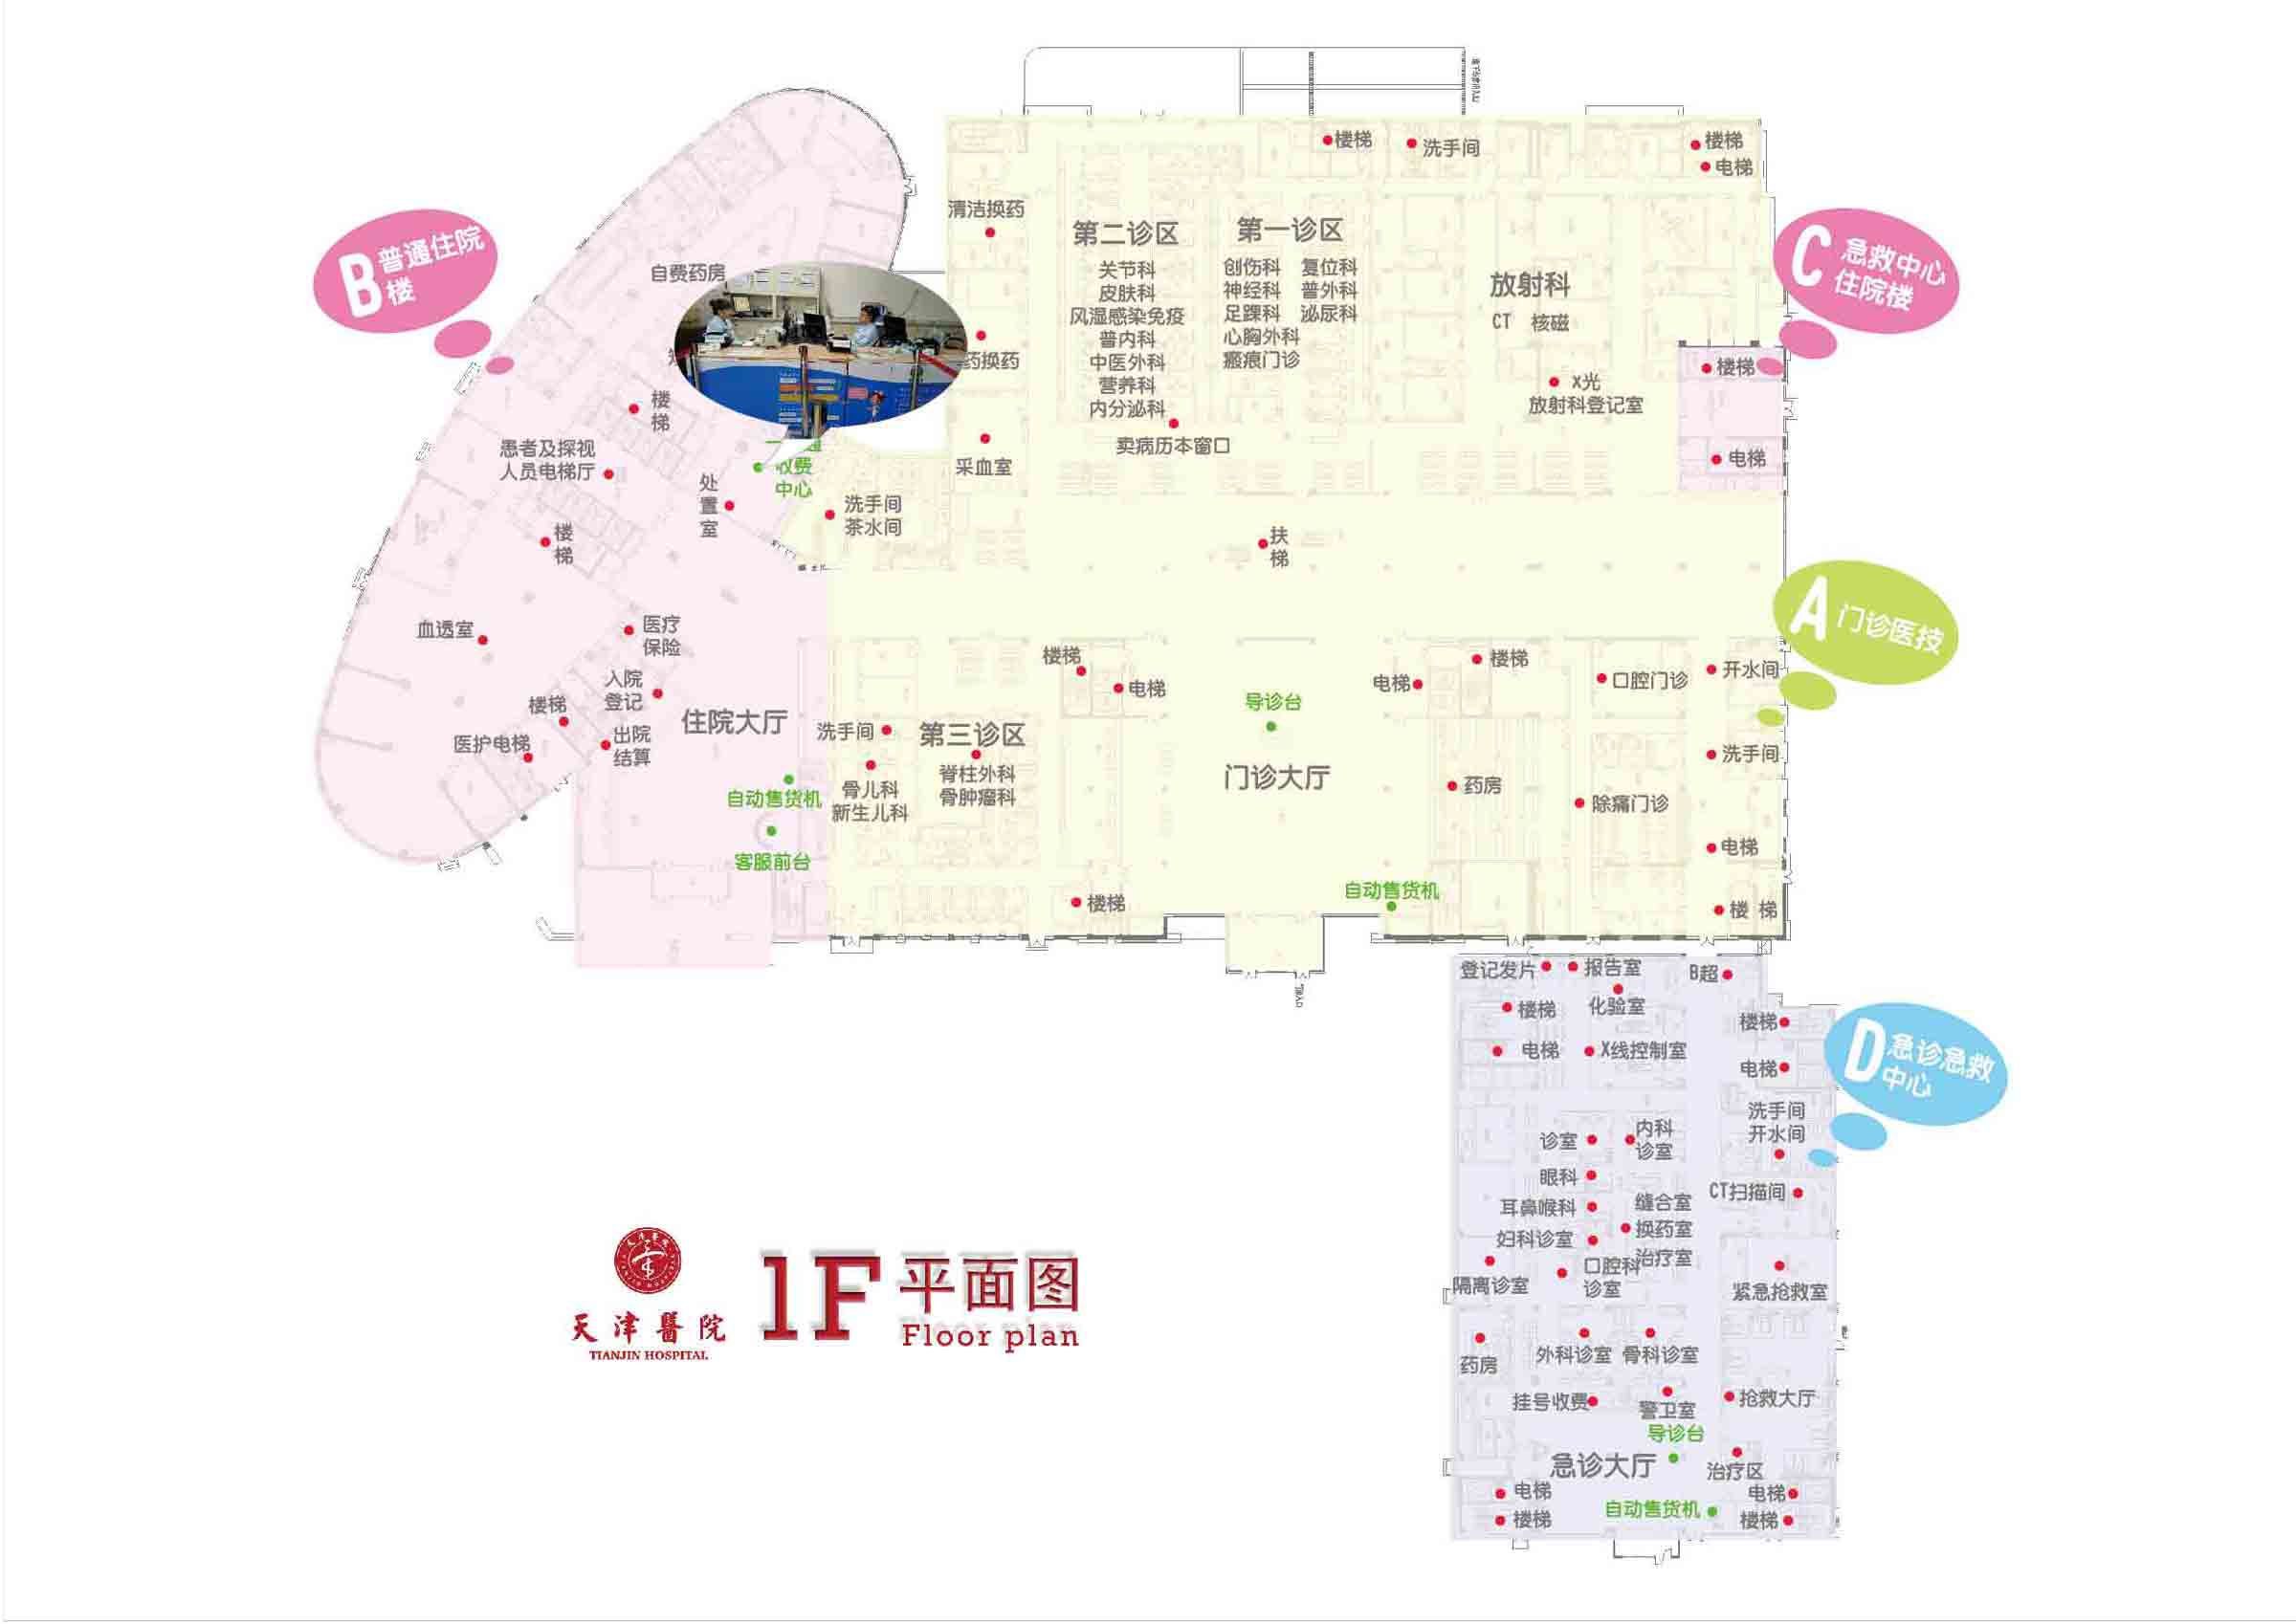 楼梯
洗手间
楼梯
电梯
清洁换药
第二诊区
关节科
皮肤科
风湿感染免疫
普内科
中医外科
营养科
内分泌科
卖病历本窗口
第一诊区
创伤科 复位科
神经科 普外科
足踝科 泌尿科
心胸外科
瘢痕门诊
放射科
CT 核磁
X光
放射科登记室
B 普通住院
楼
C 急救中心
住院楼
自费药房
药换药
楼梯
电梯
楼
梯
患者及探视
人员电梯厅
处
置
室
收费
中心
采血室
洗手间
茶水间
楼
梯
扶
梯
A 门诊医技
血透室
医疗
保险
入院
登记
楼梯
医护电梯
出院
结算
住院大厅
自动售货机
客服前台
洗手间
第三诊区
脊柱外科
骨肿瘤科
骨儿科
新生儿科
楼梯
电梯
楼梯
导诊台
门诊大厅
电梯
楼梯
药房
自动售货机
口腔门诊
开水间
洗手间
除痛门诊
电梯
楼 梯
登记发片
报告室
B超
楼梯
化验室
楼梯
电梯
X线控制室
电梯
D 急诊急救
中心
洗手间
开水间
诊室
内科
诊室
眼科
CT扫描间
耳鼻喉科
缝合室
换药室
治疗室
妇科诊室
口腔科
诊室
隔离诊室
紧急抢救室
药房
外科诊室
骨科诊室
挂号收费
警卫室
抢救大厅
导诊台
急诊大厅
治疗区
电梯
楼梯
自动售货机
电梯
楼梯
天津醫院
TIANJIN HOSPITAL
1F 平面图
Floor plan